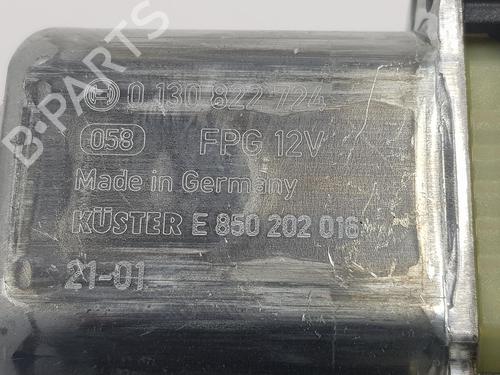 0 130 822 724
058 FPG 12V
Made in Germany
KÜSTER E 850 202 016
21-01
B-PARTS